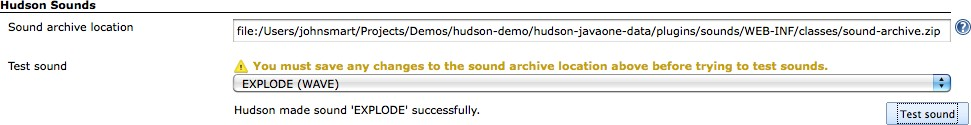 Hudson Sounds
Sound archive location
file:/Users/johnsmart/Projects/Demos/hudson-demo/hudson-javaone-data/plugins/sounds/WEB-INF/classes/sound-archive.zip
Test sound
You must save any changes to the sound archive location above before trying to test sounds.
EXPLODE (WAVE)
Hudson made sound 'EXPLODE' successfully.
Test sound